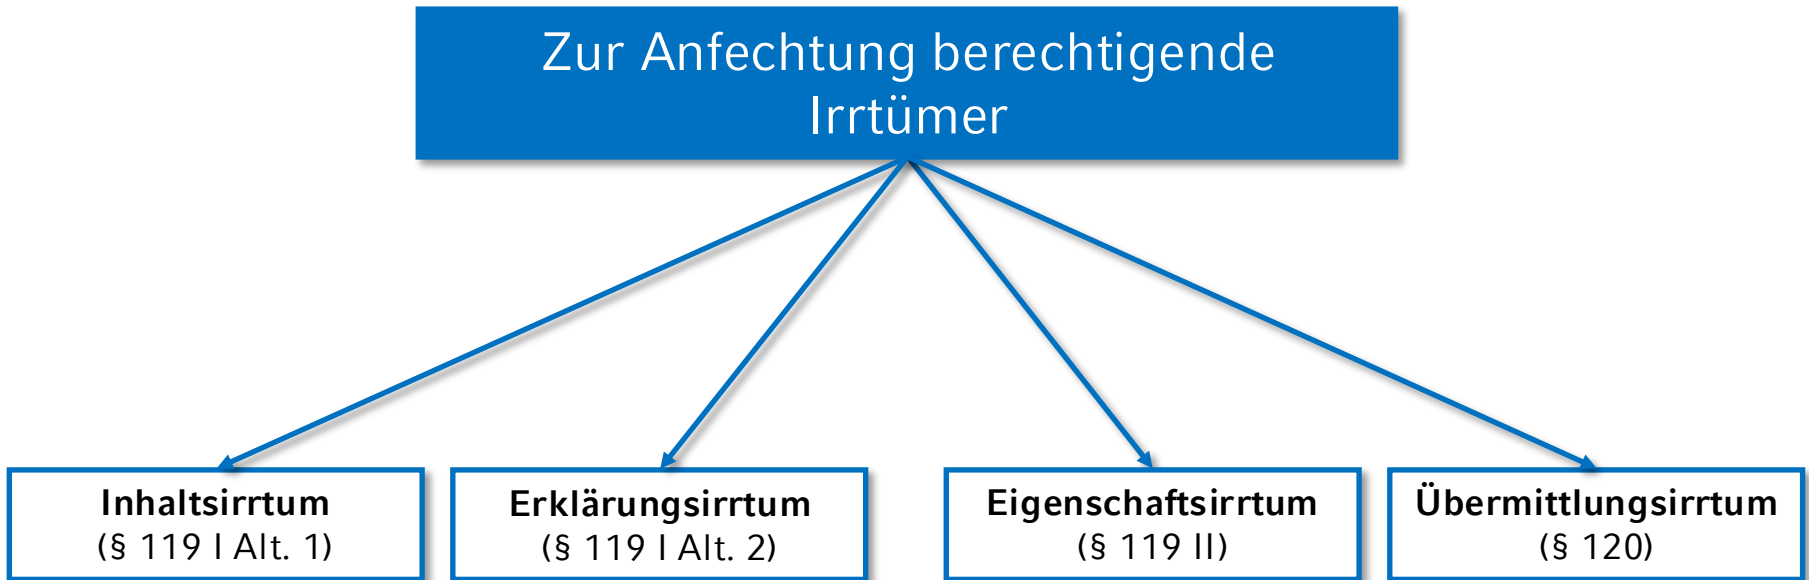 Zur Anfechtung berechtigende
Irrtümer
Inhaltsirrtum
(§ 119 I Alt. 1)
Erklärungsirrtum
(§ 119 I Alt. 2)
Eigenschaftsirrtum
(§ 119 II)
Übermittlungsirrtum
(§ 120)